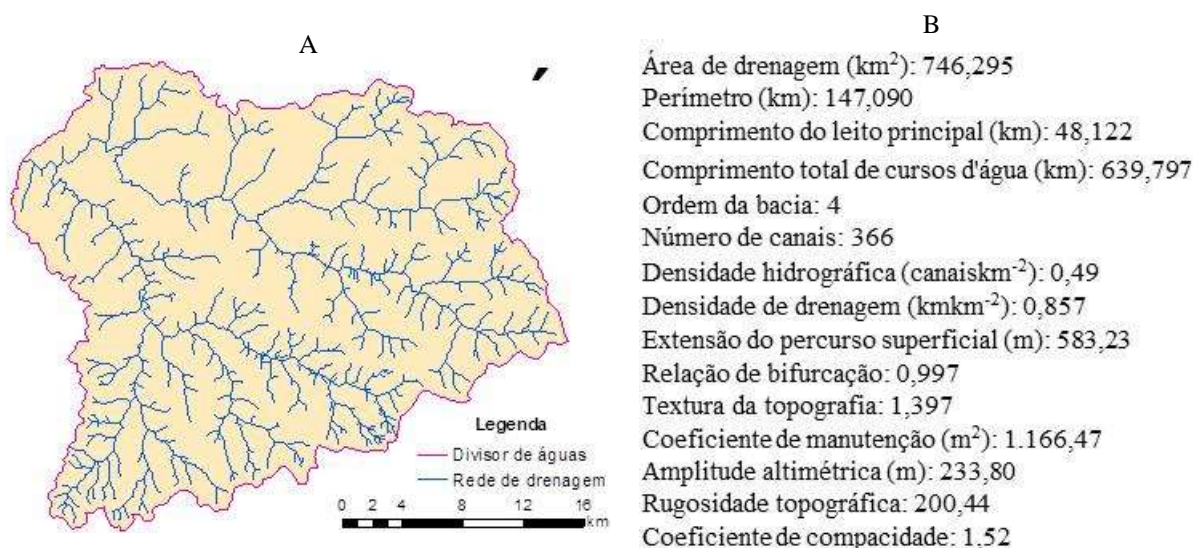 A
Legenda
Divisor de águas
Rede de drenagem
0 2 4 8 12 16
km
B
Área de drenagem (km²): 746,295
Perímetro (km): 147,090
Comprimento do leito principal (km): 48,122
Comprimento total de cursos d'água (km): 639,797
Ordem da bacia: 4
Número de canais: 366
Densidade hidrográfica (canaiskm⁻²): 0,49
Densidade de drenagem (kmkm⁻²): 0,857
Extensão do percurso superficial (m): 583,23
Relação de bifurcação: 0,997
Textura da topografia: 1,397
Coeficiente de manutenção (m²): 1.166,47
Amplitude altimétrica (m): 233,80
Rugosidade topográfica: 200,44
Coeficiente de compacidade: 1,52